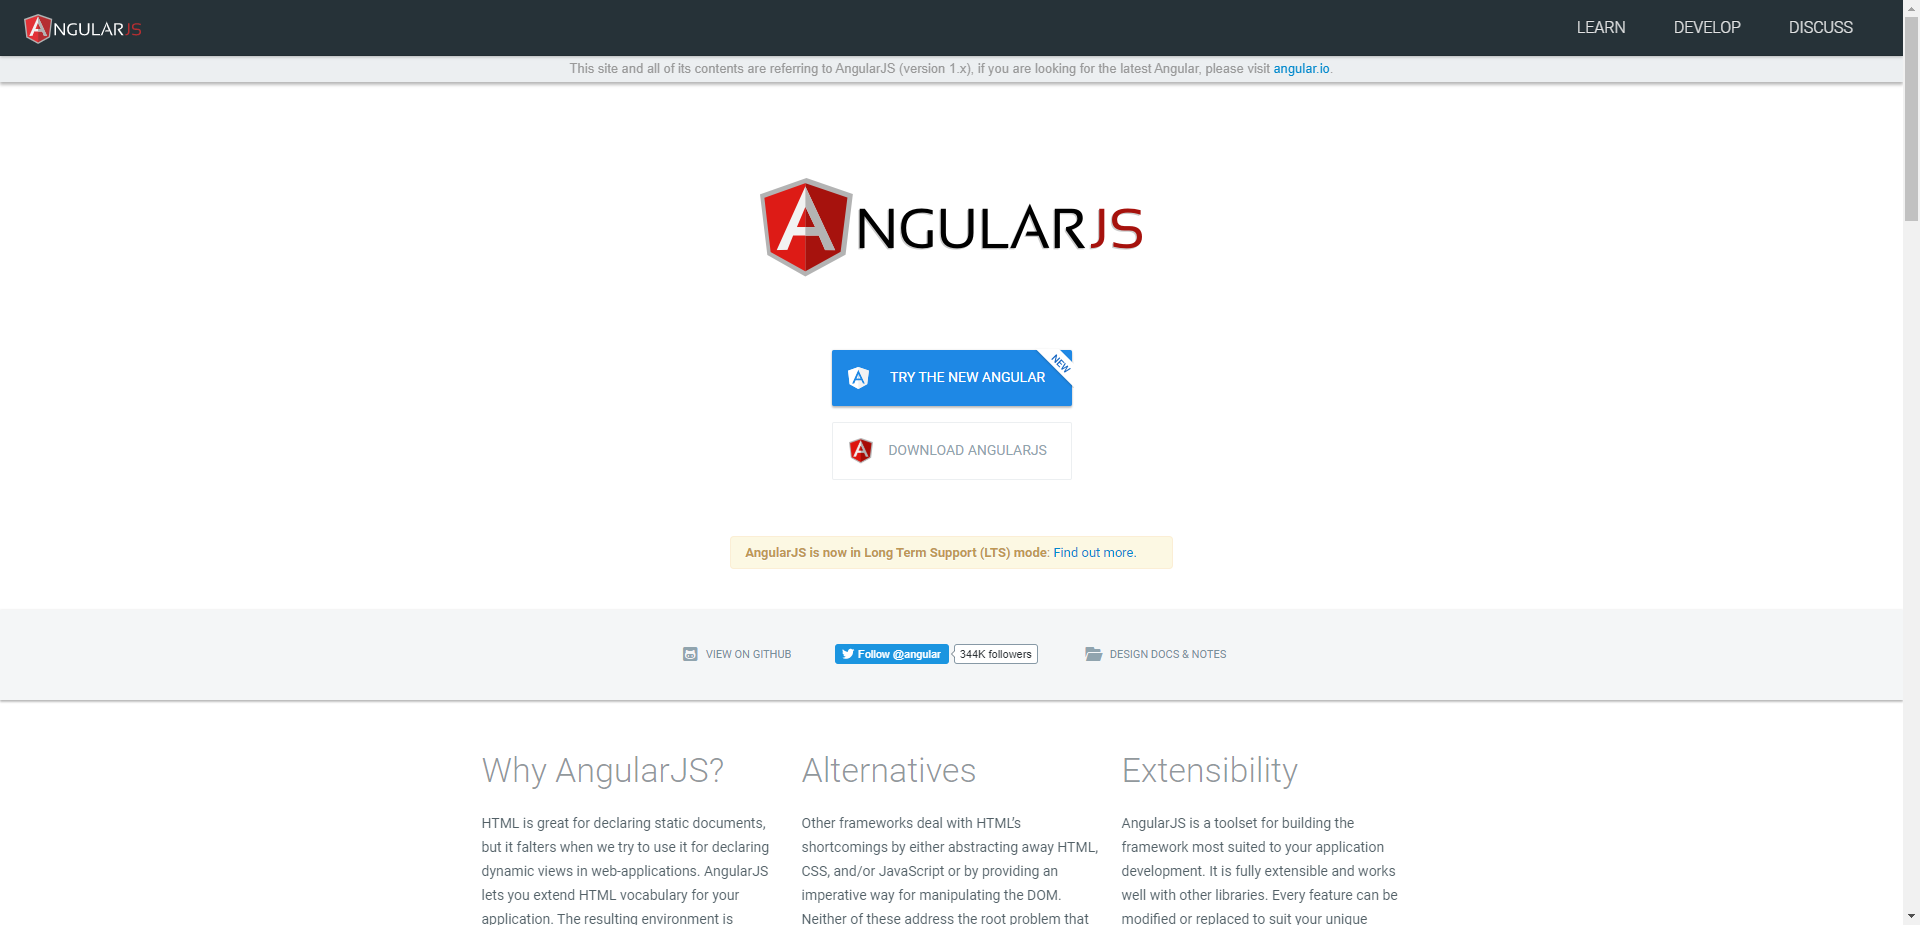 ANGULARJS
LEARN DEVELOP DISCUSS
This site and all of its contents are referring to AngularJS (version 1.x), if you are looking for the latest Angular, please visit angular.io.
ANGULARJS
TRY THE NEW ANGULAR
NEW
DOWNLOAD ANGULARJS
AngularJS is now in Long Term Support (LTS) mode: Find out more.
VIEW ON GITHUB
Follow @angular
344K followers
DESIGN DOCS & NOTES
Why AngularJS?
HTML is great for declaring static documents,
but it falters when we try to use it for declaring
dynamic views in web-applications. AngularJS
lets you extend HTML vocabulary for your
application. The resulting environment is
Alternatives
Other frameworks deal with HTML’s
shortcomings by either abstracting away HTML,
CSS, and/or JavaScript or by providing an
imperative way for manipulating the DOM.
Neither of these address the root problem that
Extensibility
AngularJS is a toolset for building the
framework most suited to your application
development. It is fully extensible and works
well with other libraries. Every feature can be
modified or replaced to suit your unique